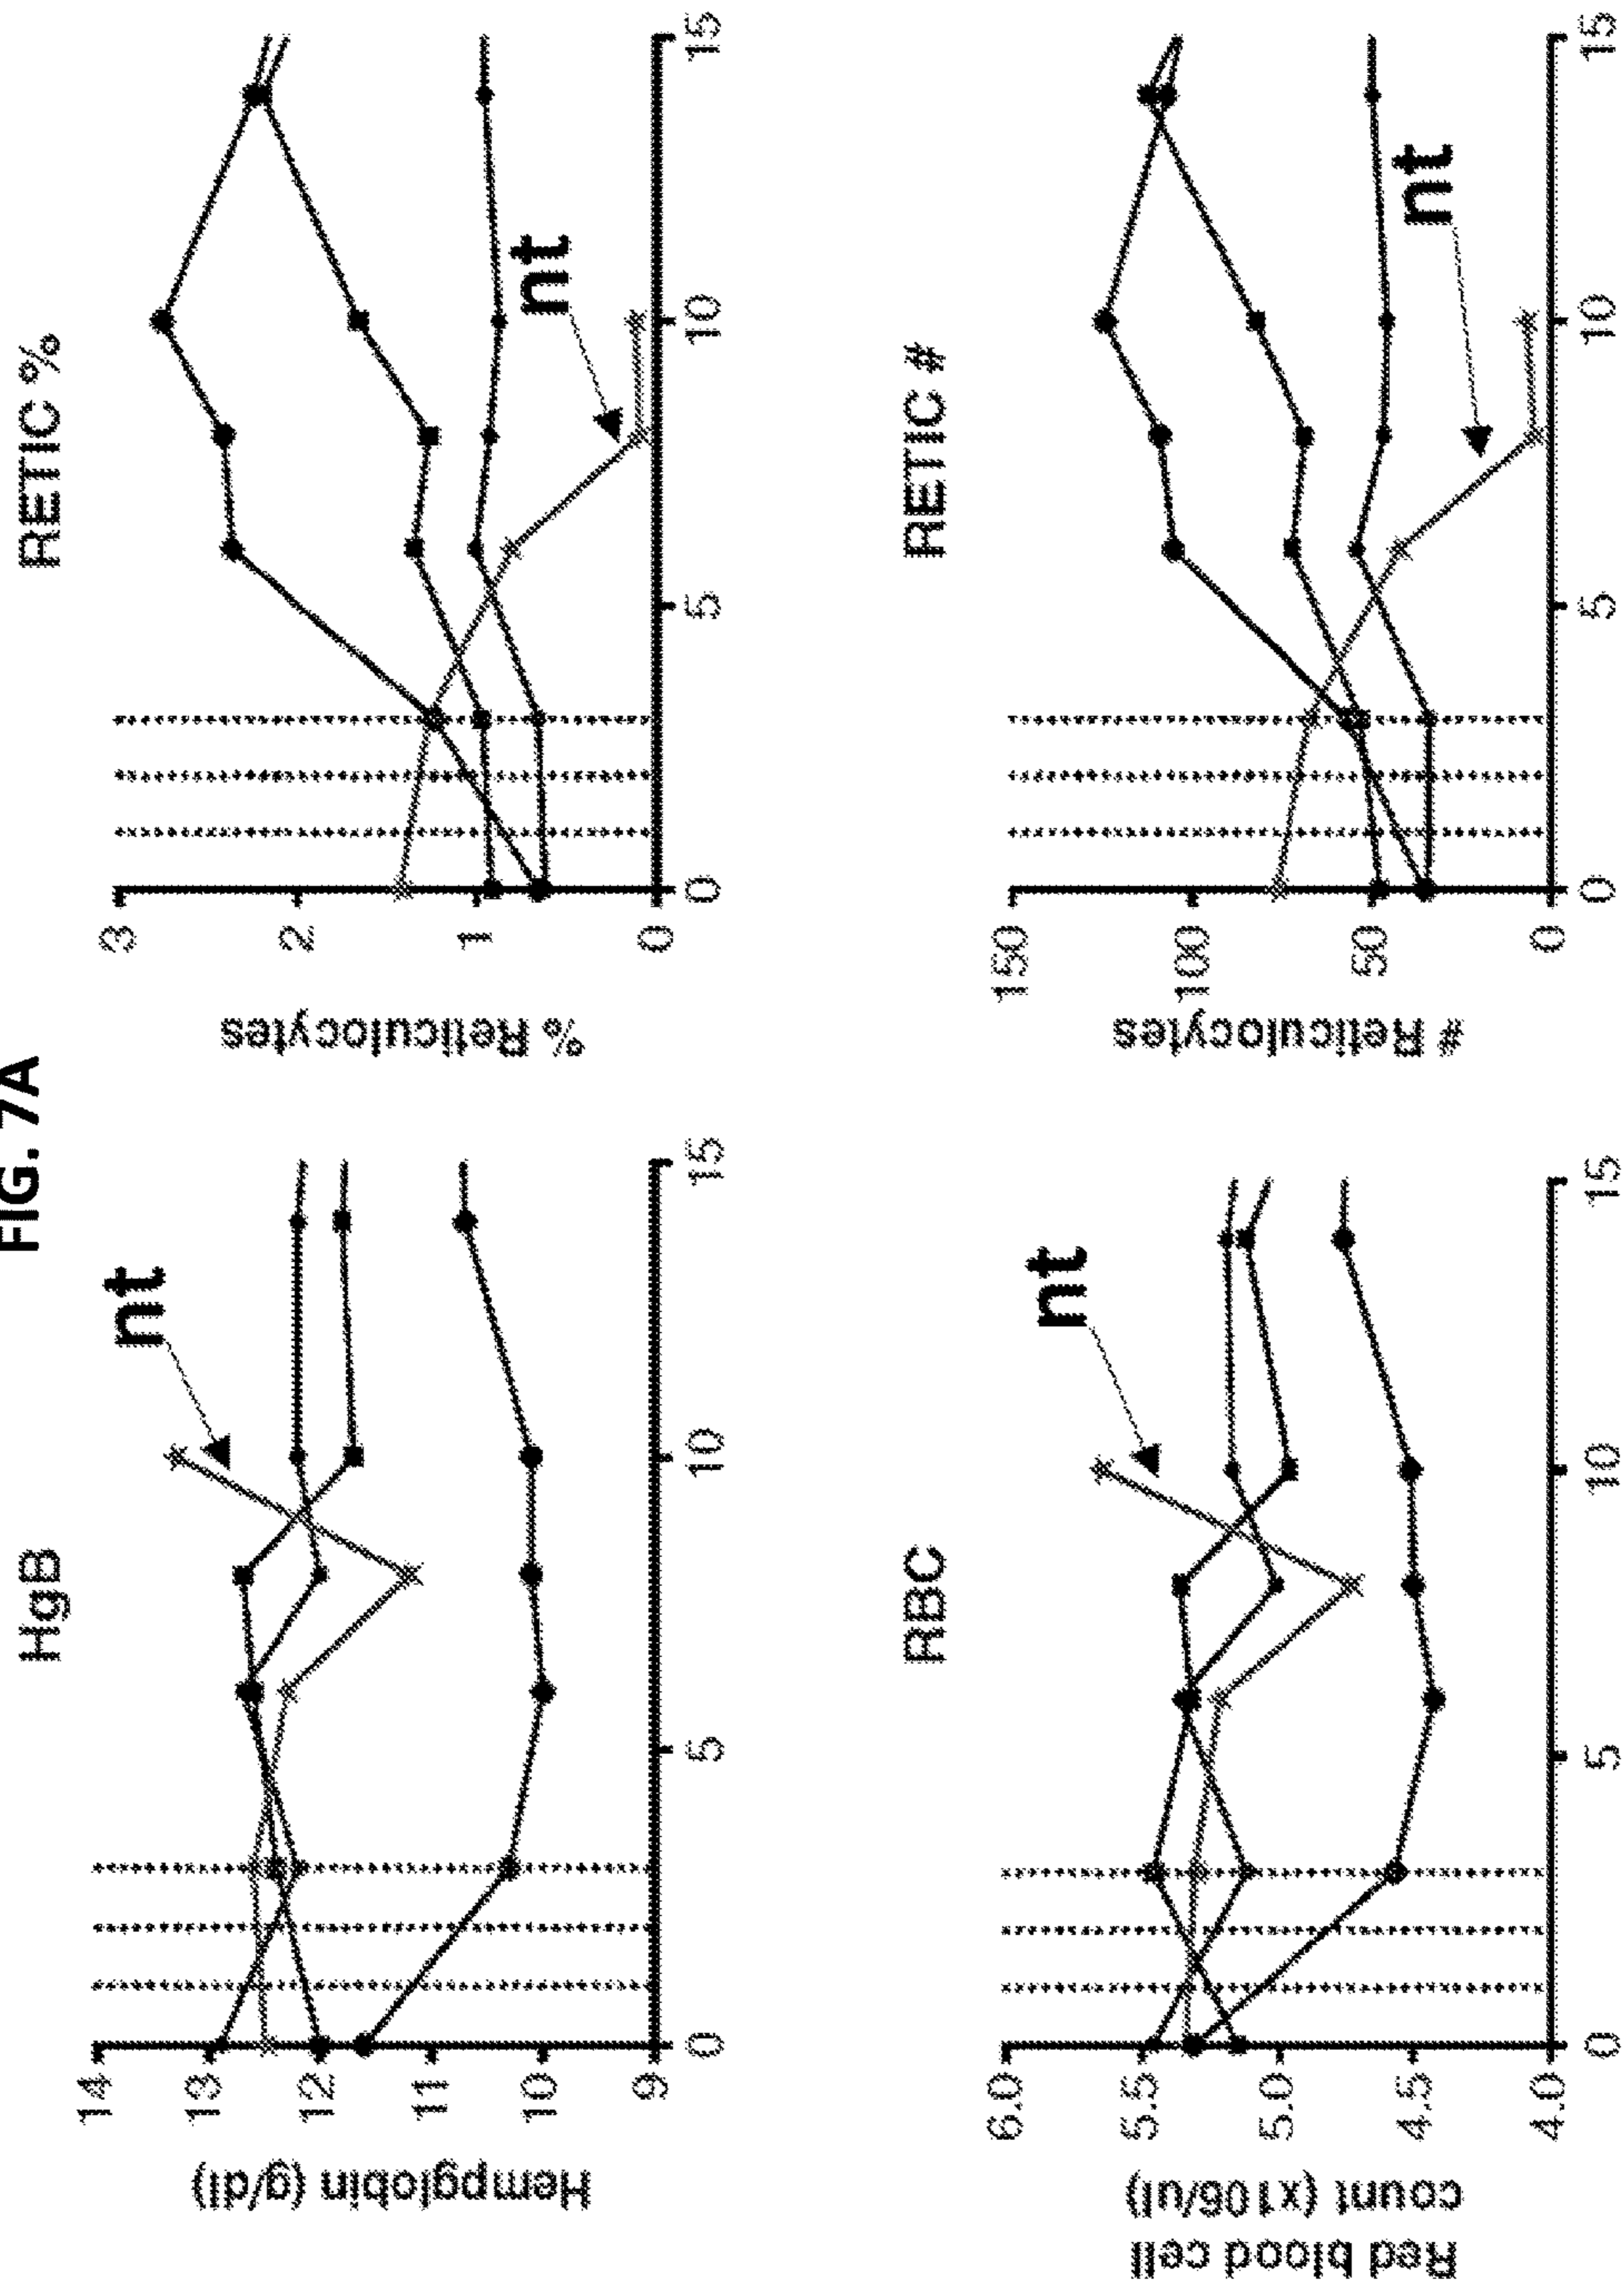 FIG. 7A
HgB
Hempglobin (g/dl)
14
13
12
11
10
9
0
5
10
15
nt
RETIC %
% Reticulocytes
3
2
1
0
0
5
10
15
nt
RBC
Red blood cell
count (x106/ul)
6.0
5.5
5.0
4.5
4.0
0
5
10
15
nt
RETIC #
# Reticulocytes
150
100
50
0
0
5
10
15
nt